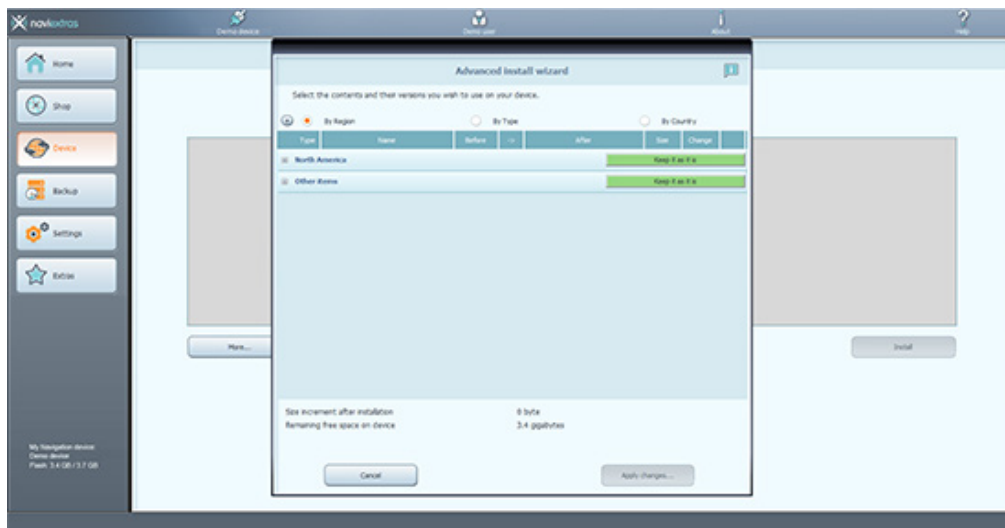 naviextras
Demo device
Demo user
About
Help
Home
Shop
Device
Backup
Settings
Extras
My Navigation device:
Demo device
Flash: 3.4 GB / 3.7 GB
More...
Install
Advanced install wizard
Select the contents and their versions you wish to use on your device.
By Region By Type By Country
Type Name Before -> After Size Change
North America Keep it as it is
Other items Keep it as it is
Size increment after installation 0 byte
Remaining free space on device 3.4 gigabytes
Cancel Apply changes...